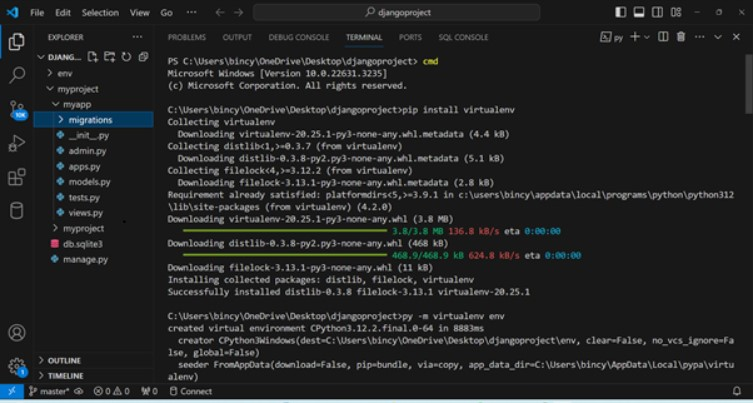 File Edit Selection View Go ... djangoproject
EXPLORER ...
DJANG...
env
myproject
myapp
migrations
__init__.py
admin.py
apps.py
models.py
tests.py
views.py
myproject
db.sqlite3
manage.py
OUTLINE
TIMELINE
10K
1
PROBLEMS OUTPUT DEBUG CONSOLE TERMINAL PORTS SQL CONSOLE py
PS C:\Users\bincy\OneDrive\Desktop\djangoproject> cmd
Microsoft Windows [Version 10.0.22631.3235]
(c) Microsoft Corporation. All rights reserved.
C:\Users\bincy\OneDrive\Desktop\djangoproject>pip install virtualenv
Collecting virtualenv
Downloading virtualenv-20.25.1-py3-none-any.whl.metadata (4.4 kB)
Collecting distlib<1,>=0.3.7 (from virtualenv)
Downloading distlib-0.3.8-py2.py3-none-any.whl.metadata (5.1 kB)
Collecting filelock<4,>=3.12.2 (from virtualenv)
Downloading filelock-3.13.1-py3-none-any.whl.metadata (2.8 kB)
Requirement already satisfied: platformdirs<5,>=3.9.1 in c:\users\bincy\appdata\local\programs\python\python312
\lib\site-packages (from virtualenv) (4.2.0)
Downloading virtualenv-20.25.1-py3-none-any.whl (3.8 MB)
3.8/3.8 MB 136.8 kB/s eta 0:00:00
Downloading distlib-0.3.8-py2.py3-none-any.whl (468 kB)
468.9/468.9 kB 624.8 kB/s eta 0:00:00
Downloading filelock-3.13.1-py3-none-any.whl (11 kB)
Installing collected packages: distlib, filelock, virtualenv
Successfully installed distlib-0.3.8 filelock-3.13.1 virtualenv-20.25.1
C:\Users\bincy\OneDrive\Desktop\djangoproject>py -m virtualenv env
created virtual environment CPython3.12.2.final.0-64 in 8883ms
creator CPython3Windows(dest=C:\Users\bincy\OneDrive\Desktop\djangoproject\env, clear=False, no_vcs_ignore=Fa
lse, global=False)
seeder FromAppData(download=False, pip=bundle, via=copy, app_data_dir=C:\Users\bincy\AppData\Local\pypa\virtu
alenv)
master* 0 0 0 Connect